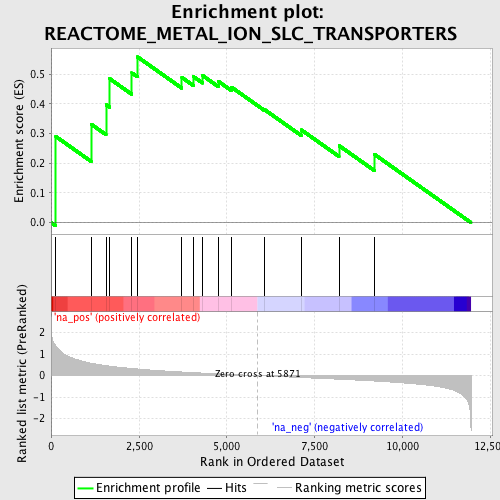 Enrichment plot:
REACTOME_METAL_ION_SLC_TRANSPORTERS
Enrichment score (ES)
0.5
0.4
0.3
0.2
0.1
0.0
'na_pos' (positively correlated)
Ranked list metric (PreRanked)
2
1
0
-1
-2
Zero cross at 5871
'na_neg' (negatively correlated)
0
2,500
5,000
7,500
10,000
12,50
Rank in Ordered Dataset
Enrichment profile
Hits
Ranking metric scores